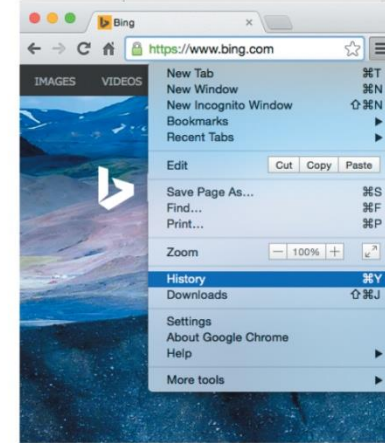 Bing
https://www.bing.com
IMAGES VIDEOS
New Tab ⌘T
New Window ⌘N
New Incognito Window ⇧⌘N
Bookmarks
Recent Tabs
Edit Cut Copy Paste
Save Page As... ⌘S
Find... ⌘F
Print... ⌘P
Zoom — 100% +
History ⌘Y
Downloads ⇧⌘J
Settings
About Google Chrome
Help
More tools